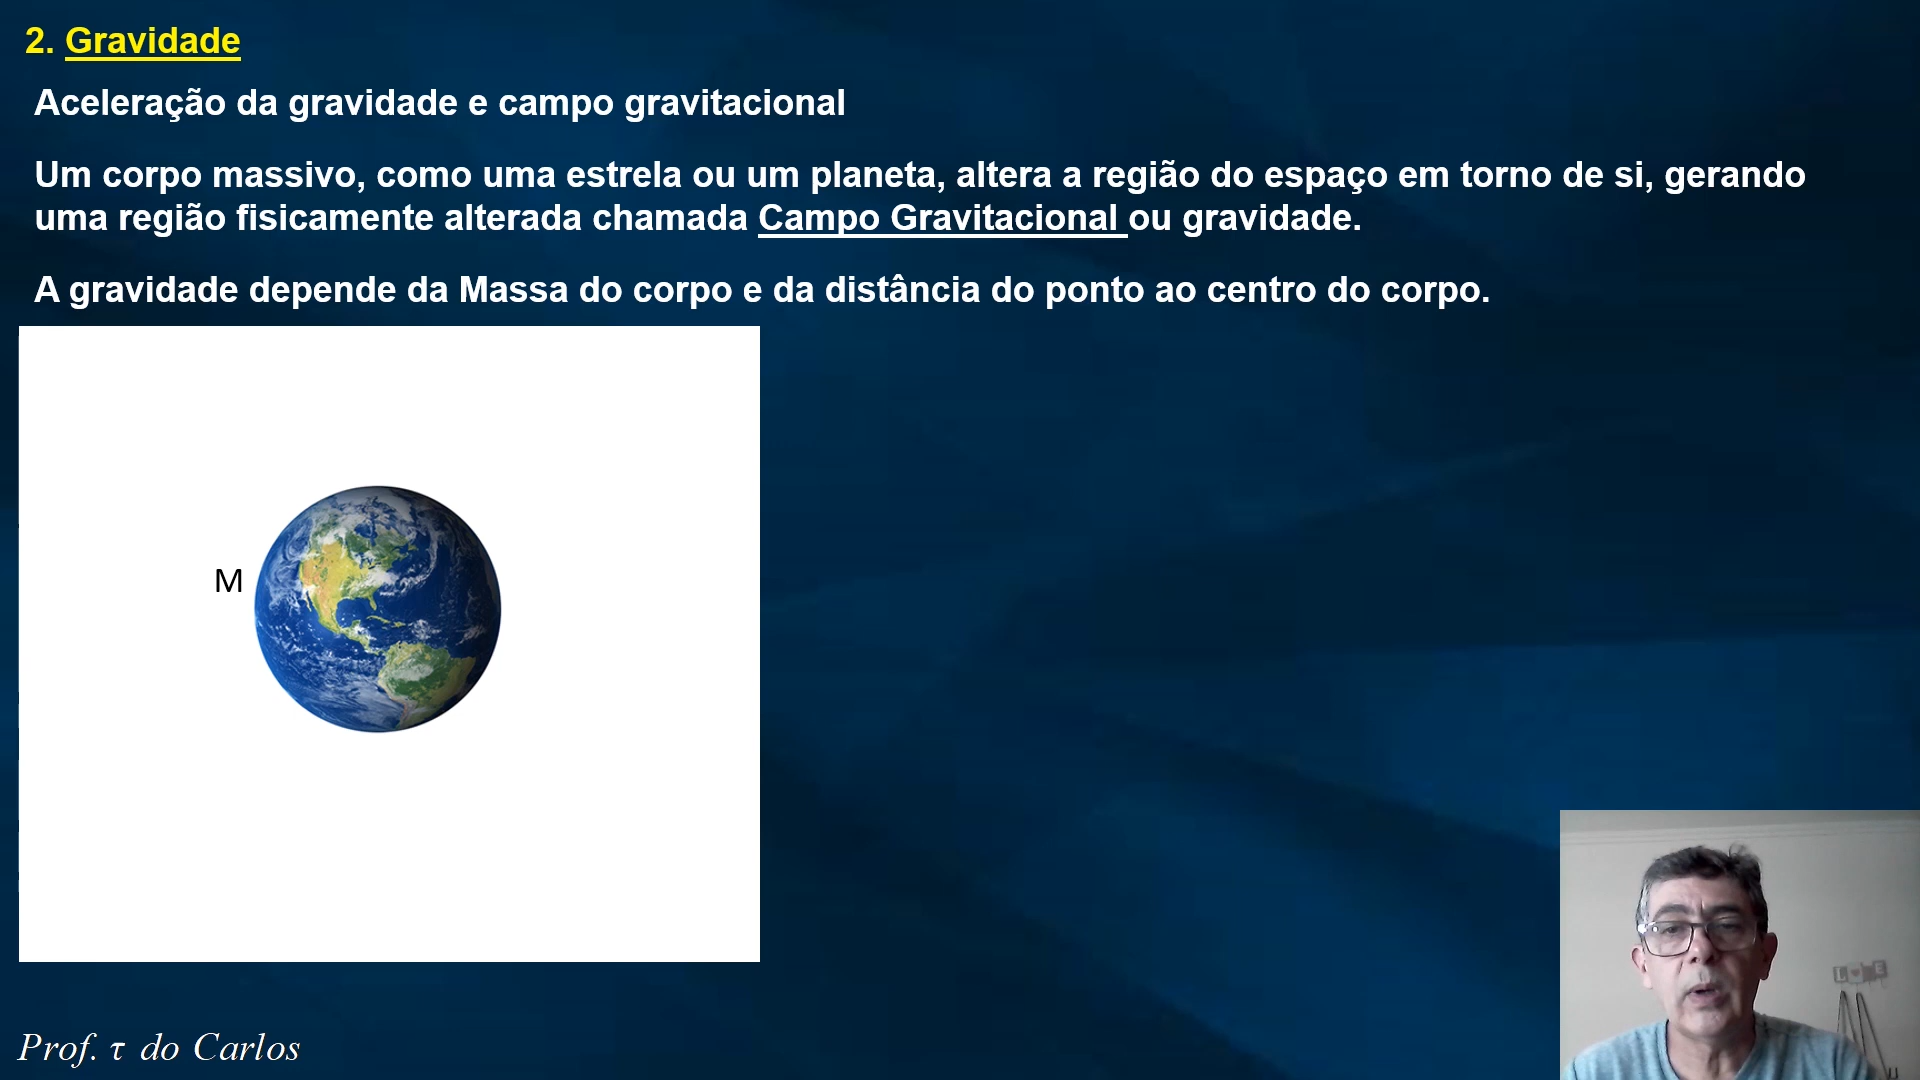 2. Gravidade
Aceleração da gravidade e campo gravitacional
Um corpo massivo, como uma estrela ou um planeta, altera a região do espaço em torno de si, gerando
uma região fisicamente alterada chamada Campo Gravitacional ou gravidade.
A gravidade depende da Massa do corpo e da distância do ponto ao centro do corpo.
M
Prof. τ do Carlos